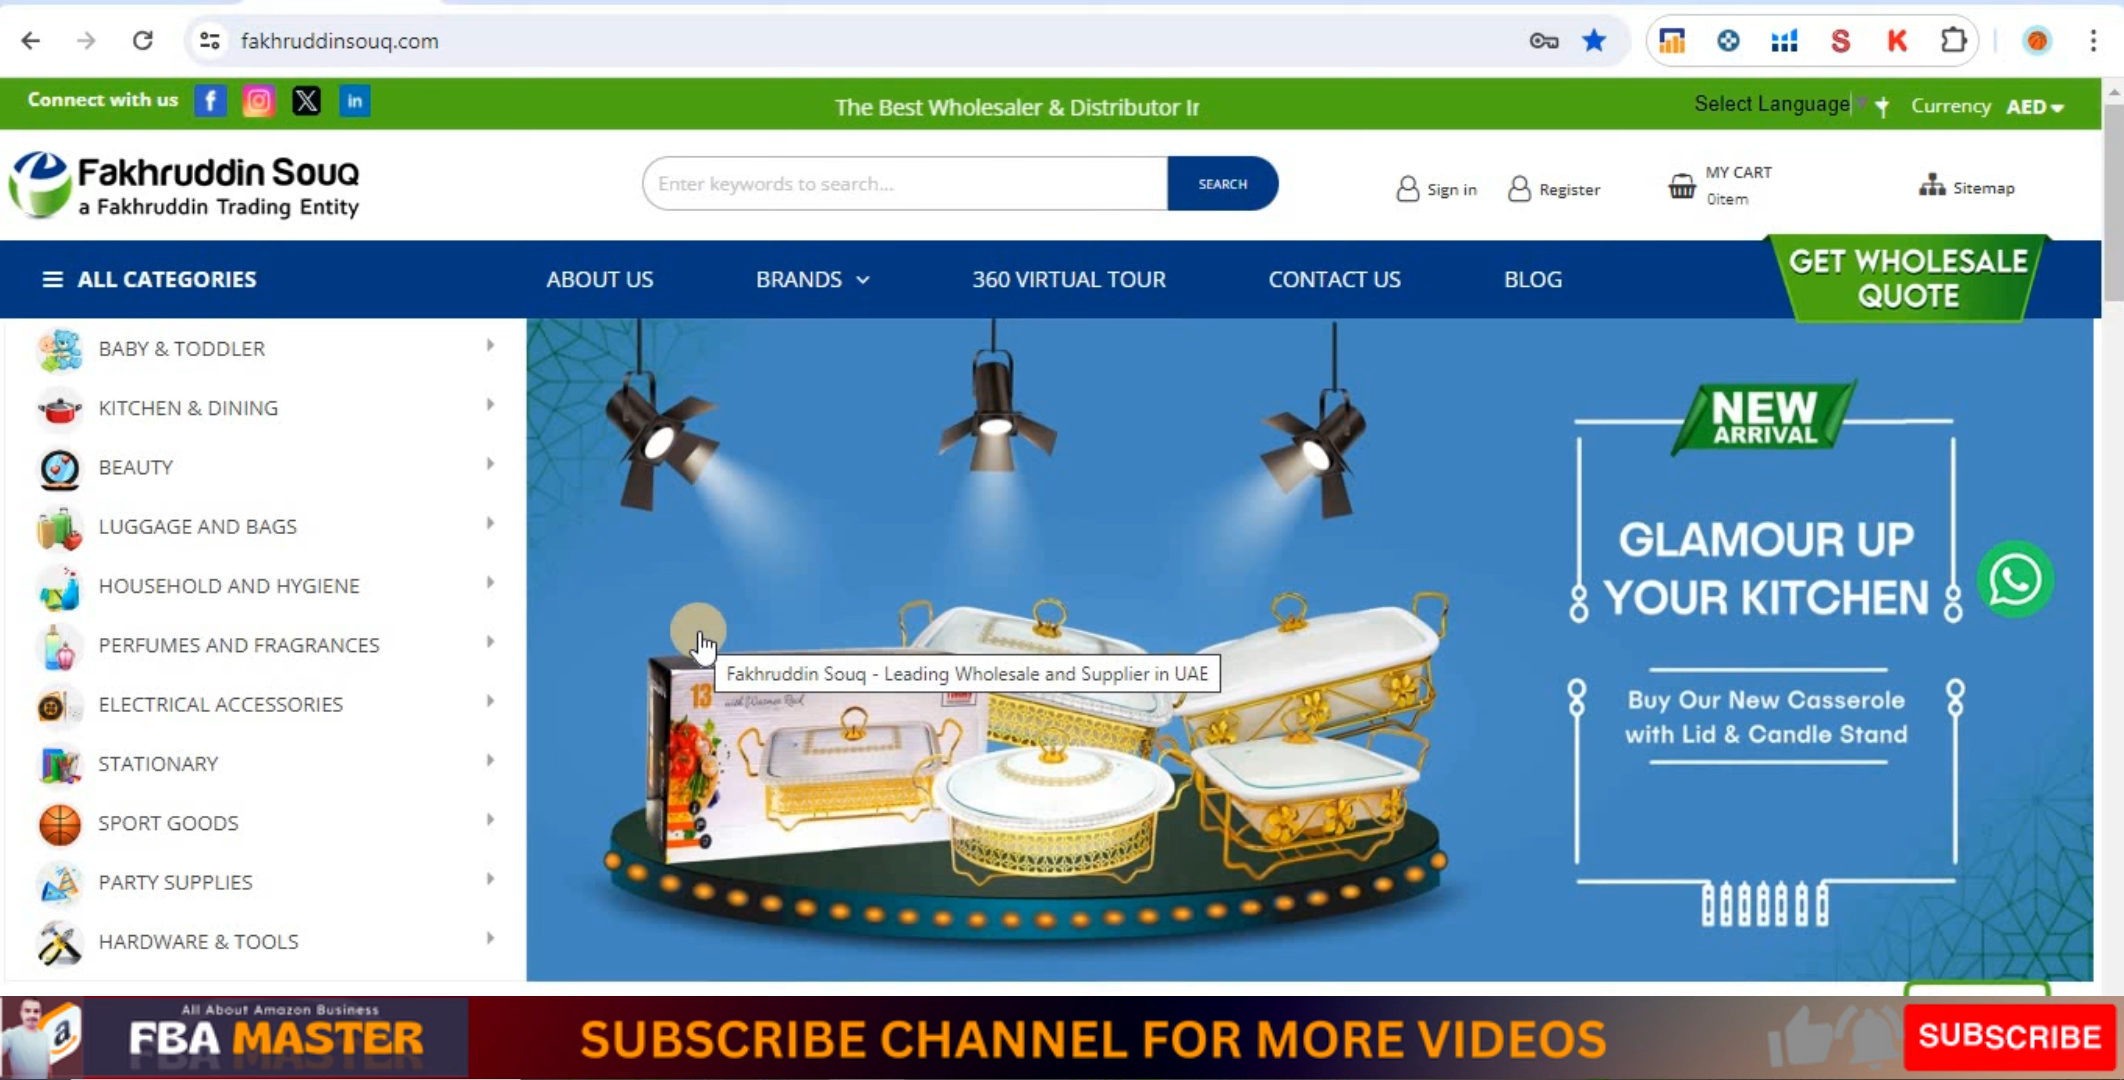 fakhruddinsouq.com
Connect with us
The Best Wholesaler & Distributor Ir
Select Language
Currency AED
Fakhruddin Souq
a Fakhruddin Trading Entity
Enter keywords to search...
SEARCH
Sign in
Register
MY CART
0item
Sitemap
ALL CATEGORIES
ABOUT US
BRANDS
360 VIRTUAL TOUR
CONTACT US
BLOG
GET WHOLESALE
QUOTE
BABY & TODDLER
KITCHEN & DINING
BEAUTY
LUGGAGE AND BAGS
HOUSEHOLD AND HYGIENE
PERFUMES AND FRAGRANCES
ELECTRICAL ACCESSORIES
STATIONARY
SPORT GOODS
PARTY SUPPLIES
HARDWARE & TOOLS
NEW
ARRIVAL
GLAMOUR UP
YOUR KITCHEN
Buy Our New Casserole
with Lid & Candle Stand
Fakhruddin Souq - Leading Wholesale and Supplier in UAE
13"
with Warmer Rack
All About Amazon Business
FBA MASTER
SUBSCRIBE CHANNEL FOR MORE VIDEOS
SUBSCRIBE